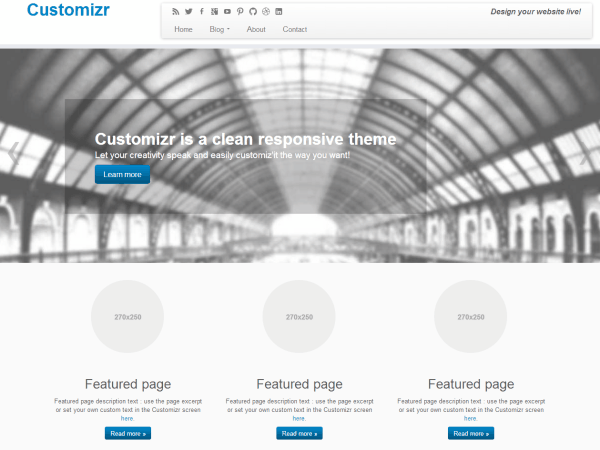 Customizr
Design your website live!
Home Blog About Contact
Customizr is a clean responsive theme
Let your creativity speak and easily customiz'it the way you want!
Learn more
270x250 270x250 270x250
Featured page Featured page Featured page
Featured page description text : use the page excerpt
or set your own custom text in the Customizr screen
here.
Read more »
Featured page description text : use the page excerpt
or set your own custom text in the Customizr screen
here.
Read more »
Featured page description text : use the page excerpt
or set your own custom text in the Customizr screen
here.
Read more »